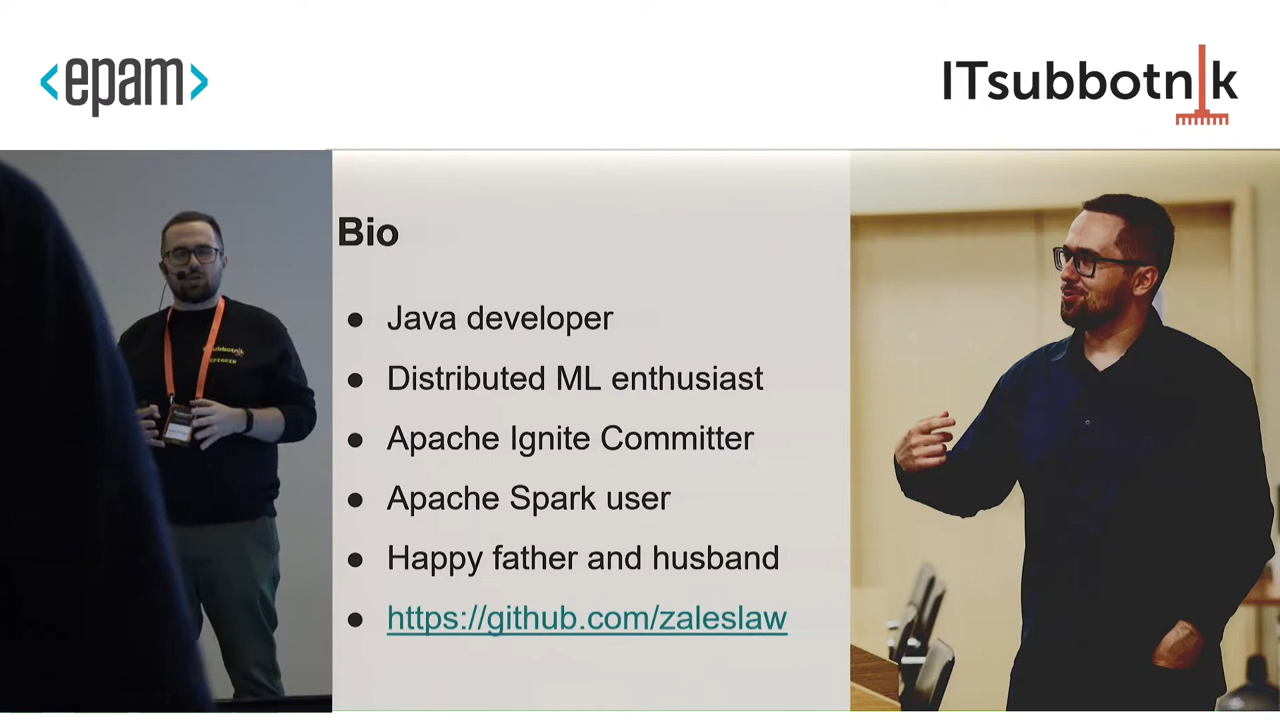 <epam>
ITsubbotnik
Bio
● Java developer
● Distributed ML enthusiast
● Apache Ignite Committer
● Apache Spark user
● Happy father and husband
● https://github.com/zaleslaw